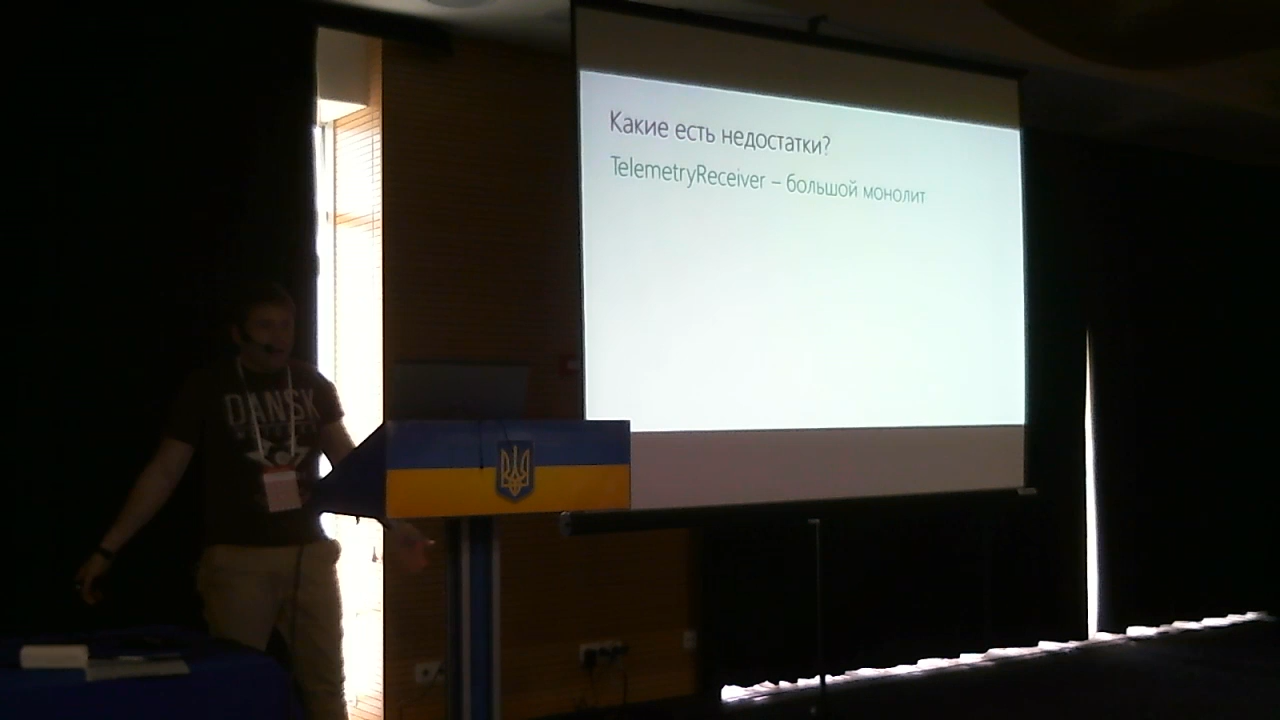 Какие есть недостатки?
TelemetryReceiver – большой монолит
DANSK